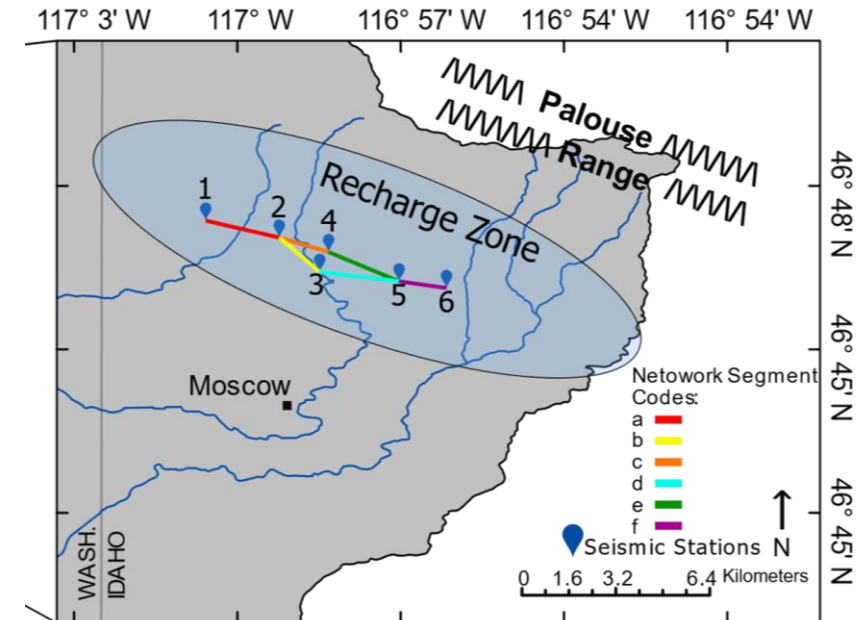 117° 3' W 117° W 116° 57' W 116° 54' W 116° 54' W
Palouse
Range
46° 48' N
Recharge Zone
1
2
4
3
5
6
46° 45' N
Moscow
Netowork Segment
Codes:
a
b
c
d
e
f
46° 45' N
Seismic Stations N
WASH.
IDAHO
0 1.6 3.2 6.4 Kilometers